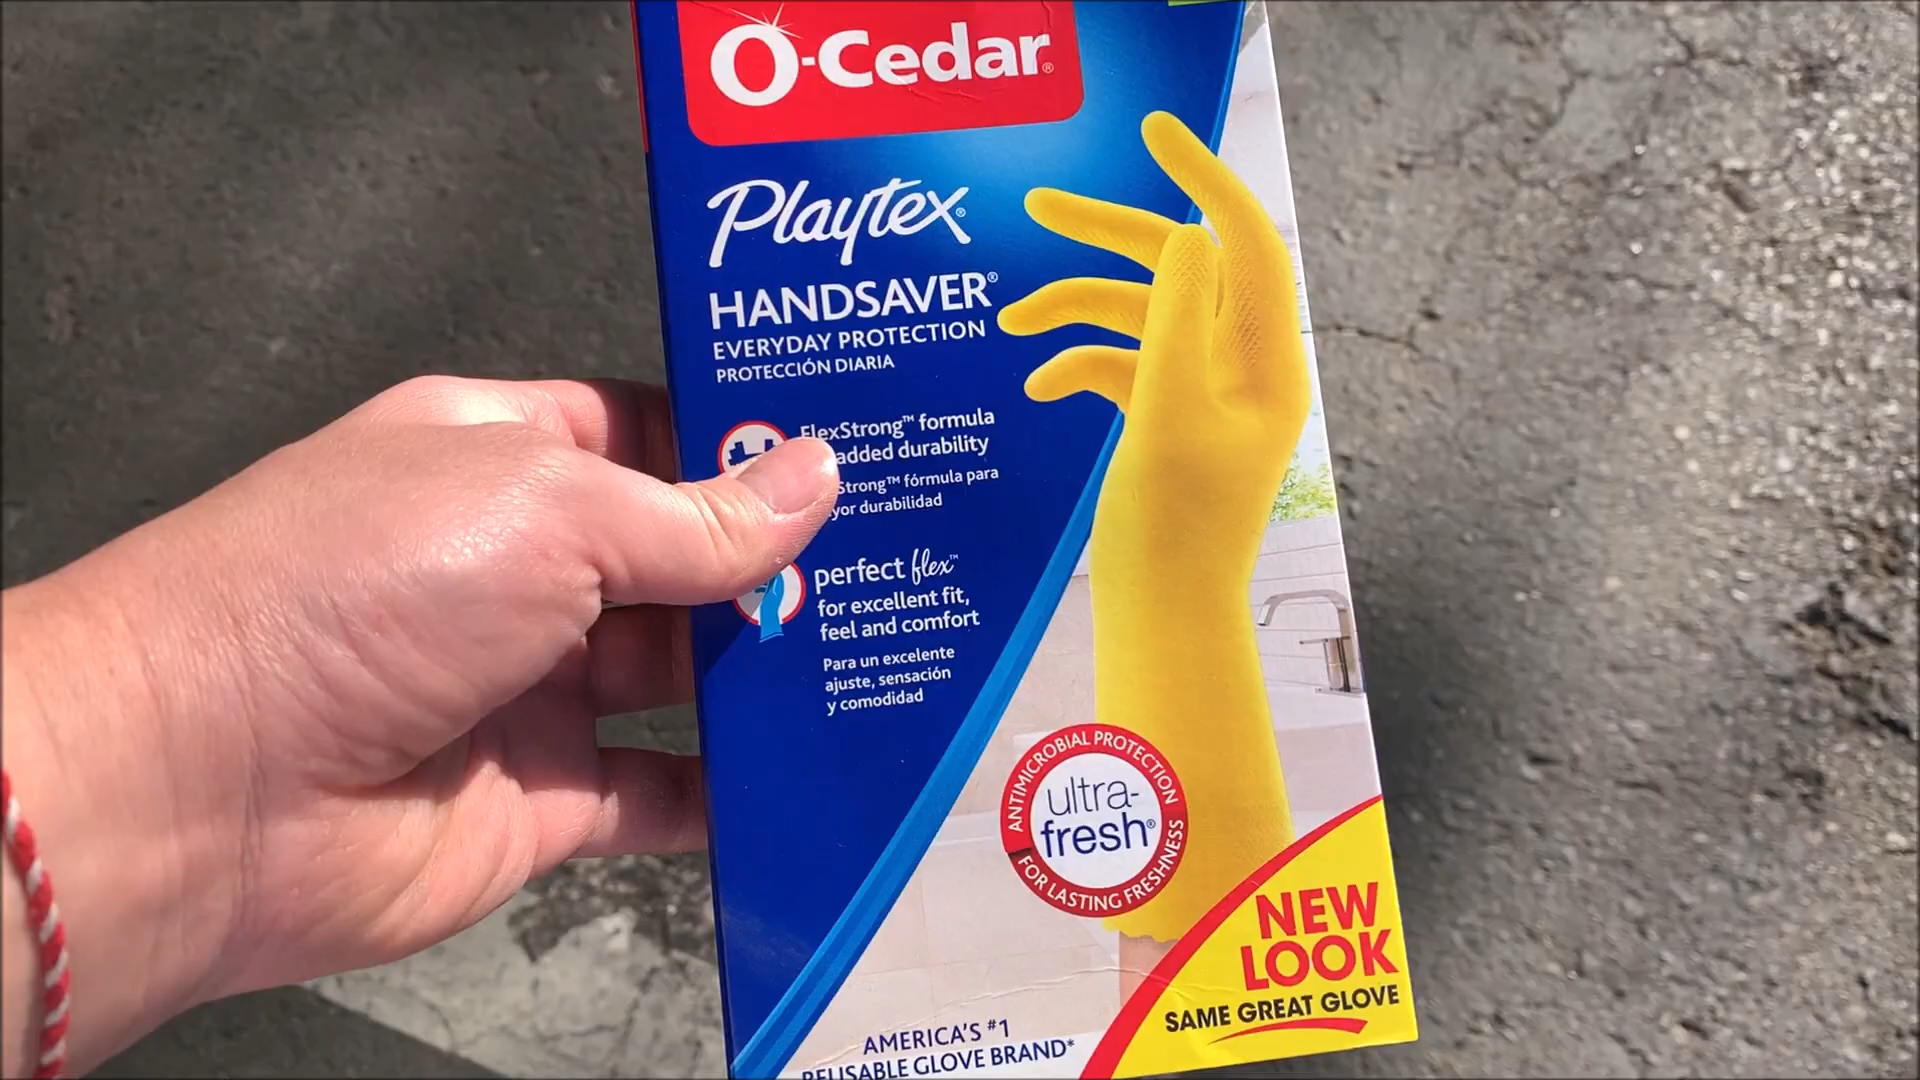 O-Cedar®
Playtex®
HANDSAVER®
EVERYDAY PROTECTION
PROTECCIÓN DIARIA
FlexStrong™ formula
added durability
Strong™ fórmula para
durabilidad
perfect flex™
for excellent fit,
feel and comfort
Para un excelente
ajuste, sensación
y comodidad
ANTIMICROBIAL PROTECTION
ultra-
fresh®
FOR LASTING FRESHNESS
NEW
LOOK
SAME GREAT GLOVE
AMERICA'S #1
REUSABLE GLOVE BRAND*